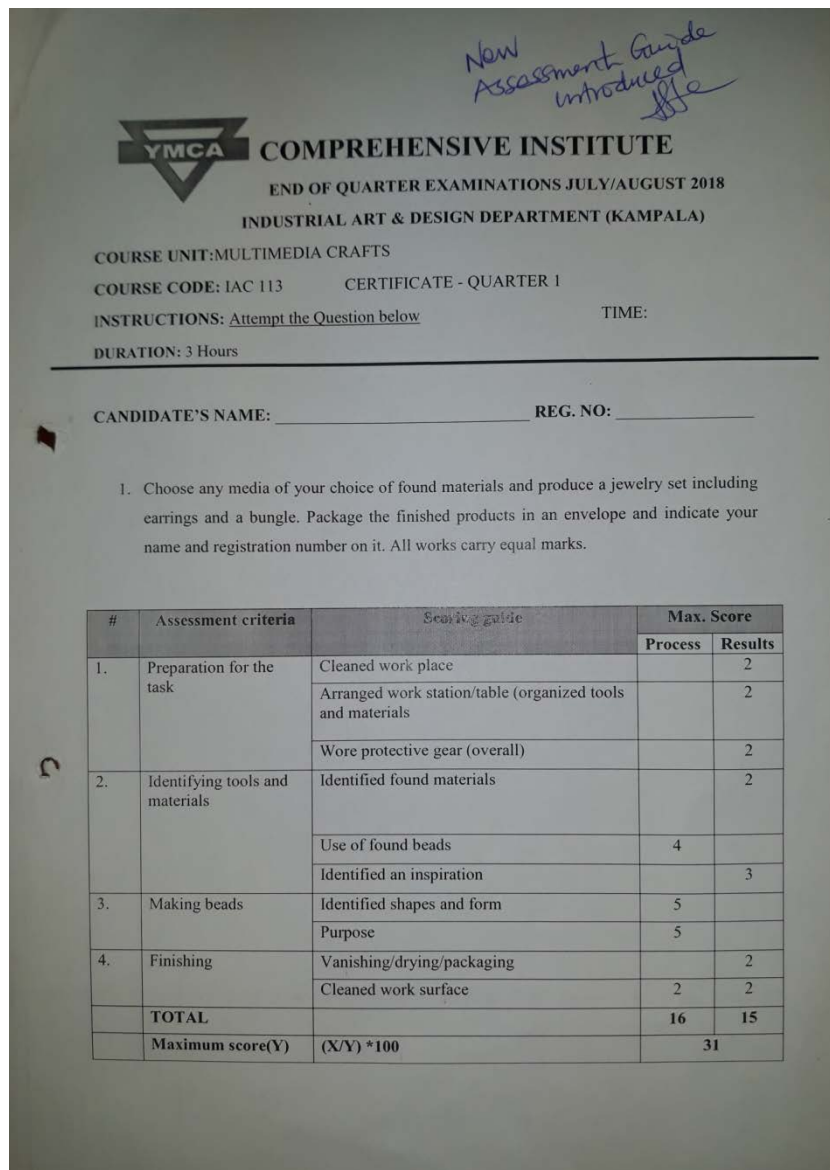 New
Assessment Guide
introduced
YMCA COMPREHENSIVE INSTITUTE
END OF QUARTER EXAMINATIONS JULY/AUGUST 2018
INDUSTRIAL ART & DESIGN DEPARTMENT (KAMPALA)
COURSE UNIT:MULTIMEDIA CRAFTS
COURSE CODE: IAC 113 CERTIFICATE - QUARTER 1
INSTRUCTIONS: Attempt the Question below TIME:
DURATION: 3 Hours
CANDIDATE'S NAME: REG. NO:
1. Choose any media of your choice of found materials and produce a jewelry set including
earrings and a bungle. Package the finished products in an envelope and indicate your
name and registration number on it. All works carry equal marks.
# Assessment criteria Scoring guide Max. Score
Process Results
1. Preparation for the Cleaned work place 2
task Arranged work station/table (organized tools 2
and materials
Wore protective gear (overall) 2
2. Identifying tools and Identified found materials 2
materials
Use of found beads 4
Identified an inspiration 3
3. Making beads Identified shapes and form 5
Purpose 5
4. Finishing Vanishing/drying/packaging 2
Cleaned work surface 2 2
TOTAL 16 15
Maximum score(Y) (X/Y) *100 31